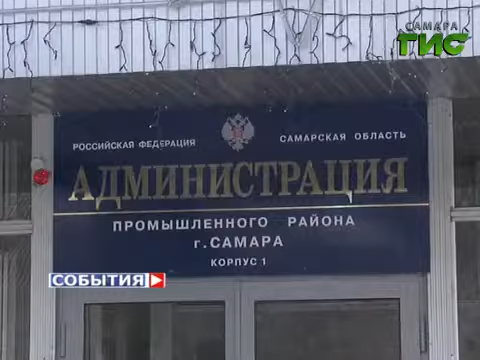 САМАРА
ГИС
РОССИЙСКАЯ ФЕДЕРАЦИЯ
САМАРСКАЯ ОБЛАСТЬ
АДМИНИСТРАЦИЯ
ПРОМЫШЛЕННОГО РАЙОНА
г. САМАРА
КОРПУС 1
СОБЫТИЯ